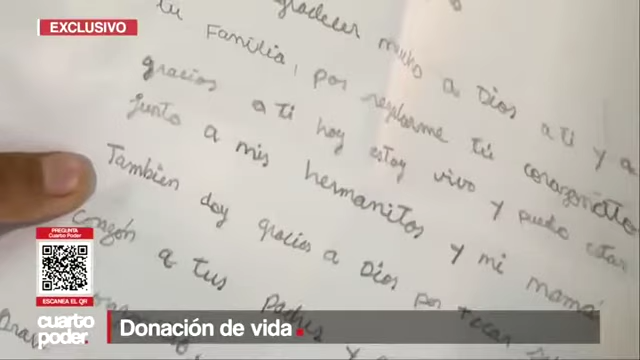 EXCLUSIVO
gradecer mucho a Dios a ti y a
tu Familia, por regalarme tu corazoncito
gracias a ti hoy estoy vivo y puedo estar
junto a mis hermanitos y mi mamá
Tambien doy gracias a Dios por tocar
corazón a tus padres y
PREGUNTA
Cuarto Poder
ESCANEA EL QR
cuarto
poder.
Donación de vida